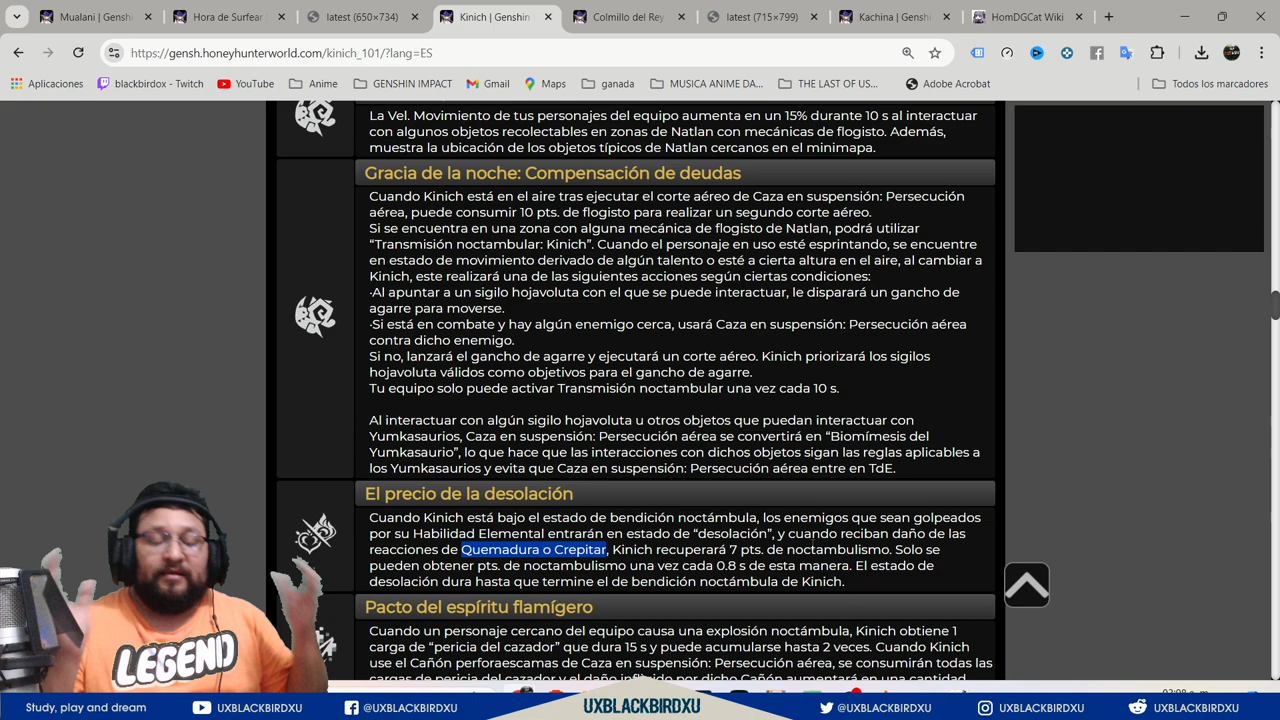 Mualani | Genshin
Hora de Surfear
latest (650×734)
Kinich | Genshin
Colmillo del Rey
latest (715×799)
Kachina | Genshi
HomDGCat Wiki
https://gensh.honeyhunterworld.com/kinich_101/?lang=ES
Aplicaciones
blackbirdox - Twitch
YouTube
Anime
GENSHIN IMPACT
Gmail
Maps
ganada
MUSICA ANIME DA...
THE LAST OF US...
Adobe Acrobat
Todos los marcadores
La Vel. Movimiento de tus personajes del equipo aumenta en un 15% durante 10 s al interactuar
con algunos objetos recolectables en zonas de Natlan con mecánicas de flogisto. Además,
muestra la ubicación de los objetos típicos de Natlan cercanos en el minimapa.
Gracia de la noche: Compensación de deudas
Cuando Kinich está en el aire tras ejecutar el corte aéreo de Caza en suspensión: Persecución
aérea, puede consumir 10 pts. de flogisto para realizar un segundo corte aéreo.
Si se encuentra en una zona con alguna mecánica de flogisto de Natlan, podrá utilizar
“Transmisión noctambular: Kinich”. Cuando el personaje en uso esté esprintando, se encuentre
en estado de movimiento derivado de algún talento o esté a cierta altura en el aire, al cambiar a
Kinich, este realizará una de las siguientes acciones según ciertas condiciones:
·Al apuntar a un sigilo hojavoluta con el que se puede interactuar, le disparará un gancho de
agarre para moverse.
·Si está en combate y hay algún enemigo cerca, usará Caza en suspensión: Persecución aérea
contra dicho enemigo.
Si no, lanzará el gancho de agarre y ejecutará un corte aéreo. Kinich priorizará los sigilos
hojavoluta válidos como objetivos para el gancho de agarre.
Tu equipo solo puede activar Transmisión noctambular una vez cada 10 s.
Al interactuar con algún sigilo hojavoluta u otros objetos que puedan interactuar con
Yumkasaurios, Caza en suspensión: Persecución aérea se convertirá en “Biomímesis del
Yumkasaurio”, lo que hace que las interacciones con dichos objetos sigan las reglas aplicables a
los Yumkasaurios y evita que Caza en suspensión: Persecución aérea entre en TdE.
El precio de la desolación
Cuando Kinich está bajo el estado de bendición noctámbula, los enemigos que sean golpeados
por su Habilidad Elemental entrarán en estado de “desolación”, y cuando reciban daño de las
reacciones de Quemadura o Crepitar, Kinich recuperará 7 pts. de noctambulismo. Solo se
pueden obtener pts. de noctambulismo una vez cada 0.8 s de esta manera. El estado de
desolación dura hasta que termine el de bendición noctámbula de Kinich.
Pacto del espíritu flamígero
Cuando un personaje cercano del equipo causa una explosión noctámbula, Kinich obtiene 1
carga de “pericia del cazador” que dura 15 s y puede acumularse hasta 2 veces. Cuando Kinich
use el Cañón perforaescamas de Caza en suspensión: Persecución aérea, se consumirán todas las
cargas de pericia del cazador y el daño infligido por dicho Cañón aumentará en una cantidad
LEGEND
Study, play and dream
UXBLACKBIRDXU
@UXBLACKBIRDXU
UXBLACKBIRDXU
@UXBLACKBIRDXU
UXBLACKBIRDXU
UXBLACKBIRDXU